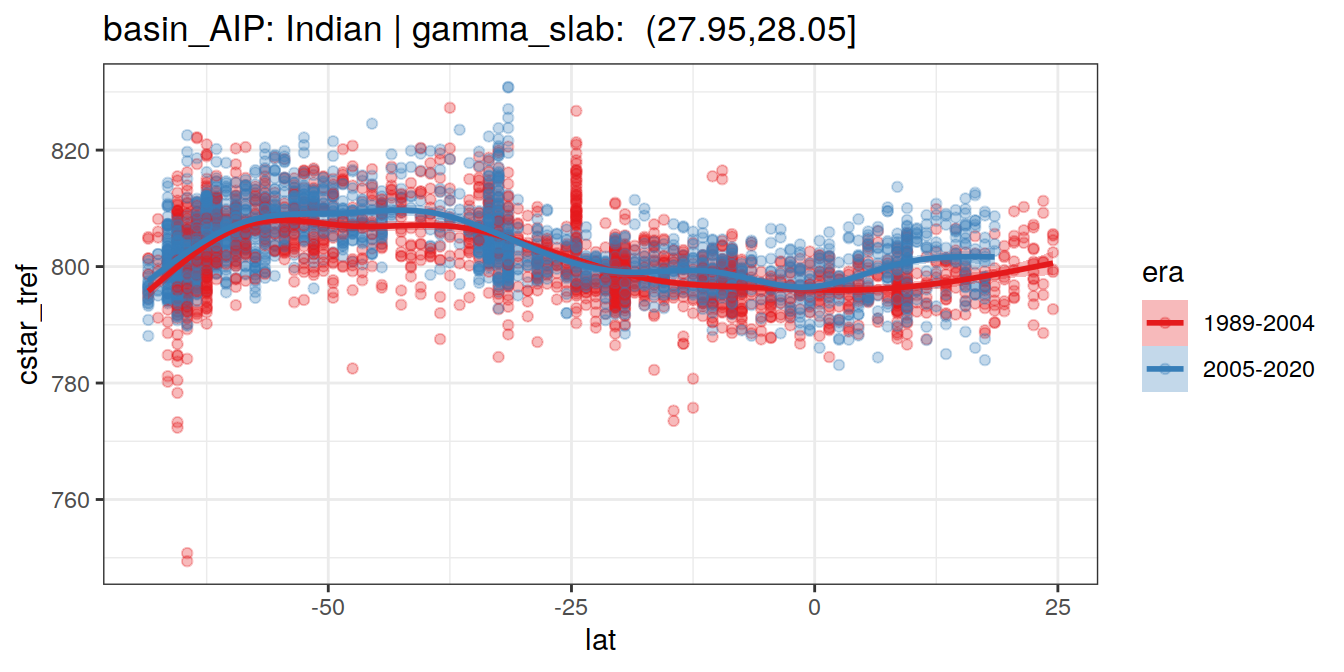 basin_AIP: Indian | gamma_slab:  (27.95,28.05]
cstar_tref
820
800
780
760
-50
-25
0
25
lat
era
1989-2004
2005-2020